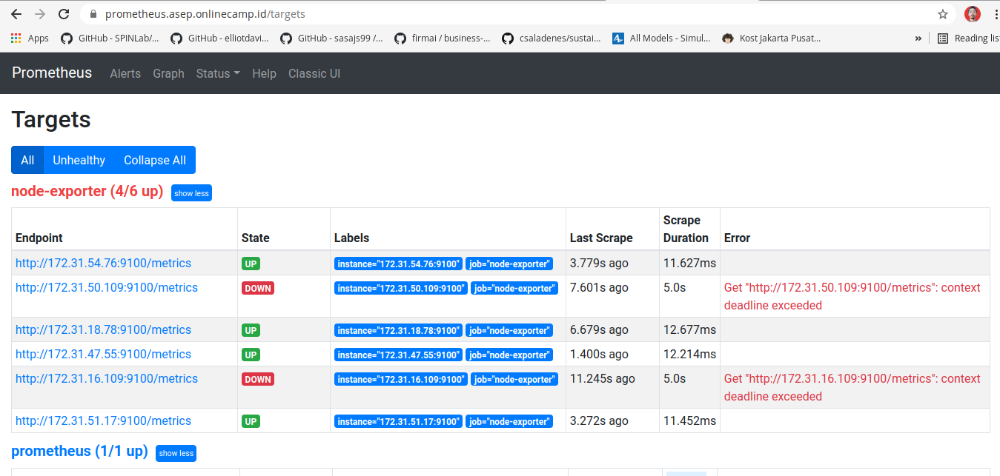 prometheus.asep.onlinecamp.id/targets
Apps GitHub - SPINLab/... GitHub - elliotdavi... GitHub - sasajs99 /... firmai / business-... csaladenes/sustai... All Models - Simul... Kost Jakarta Pusat... » Reading lis
Prometheus Alerts Graph Status Help Classic UI
Targets
All Unhealthy Collapse All
node-exporter (4/6 up) show less
Scrape
Endpoint State Labels Last Scrape Duration Error
http://172.31.54.76:9100/metrics UP instance="172.31.54.76:9100" job="node-exporter" 3.779s ago 11.627ms
http://172.31.50.109:9100/metrics DOWN instance="172.31.50.109:9100" job="node-exporter" 7.601s ago 5.0s Get "http://172.31.50.109:9100/metrics": context
deadline exceeded
http://172.31.18.78:9100/metrics UP instance="172.31.18.78:9100" job="node-exporter" 6.679s ago 12.677ms
http://172.31.47.55:9100/metrics UP instance="172.31.47.55:9100" job="node-exporter" 1.400s ago 12.214ms
http://172.31.16.109:9100/metrics DOWN instance="172.31.16.109:9100" job="node-exporter" 11.245s ago 5.0s Get "http://172.31.16.109:9100/metrics": context
deadline exceeded
http://172.31.51.17:9100/metrics UP instance="172.31.51.17:9100" job="node-exporter" 3.272s ago 11.452ms
prometheus (1/1 up) show less